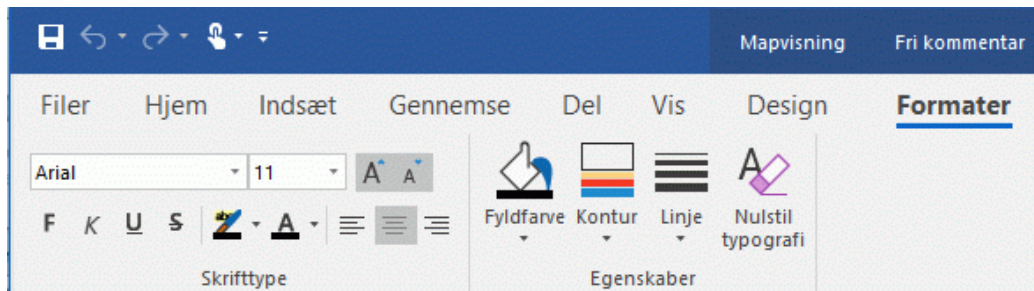 Mapvisning Fri kommentar
Filer Hjem Indsæt Gennemse Del Vis Design Formater
Arial 11 A A
F K U S ab A
Fyldfarve Kontur Linje Nulstil
typografi
Skrifttype Egenskaber